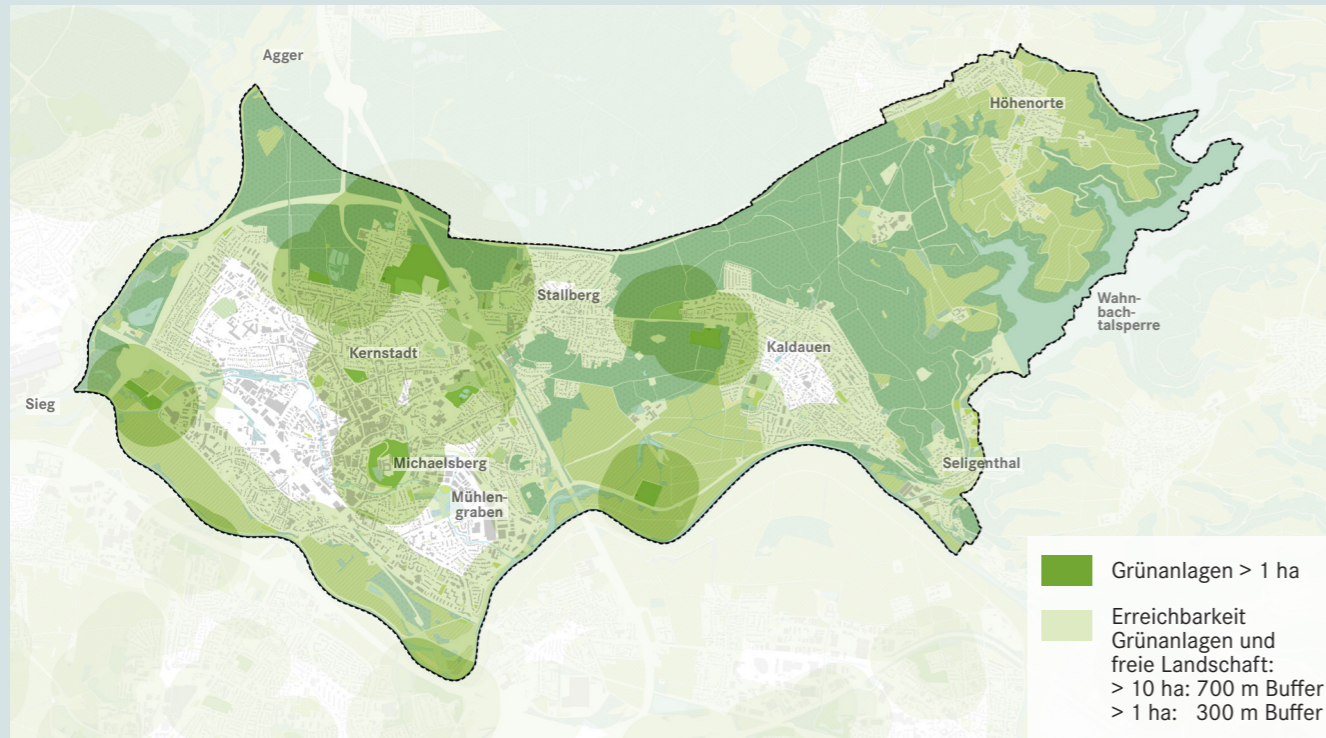 Agger
Höhenorte
Stallberg
Wahn-
bach-
talsperre
Kernstadt
Kaldauen
Sieg
Michaelsberg
Seligenthal
Mühlen-
graben
Grünanlagen > 1 ha
Erreichbarkeit
Grünanlagen und
freie Landschaft:
> 10 ha: 700 m Buffer
> 1 ha: 300 m Buffer